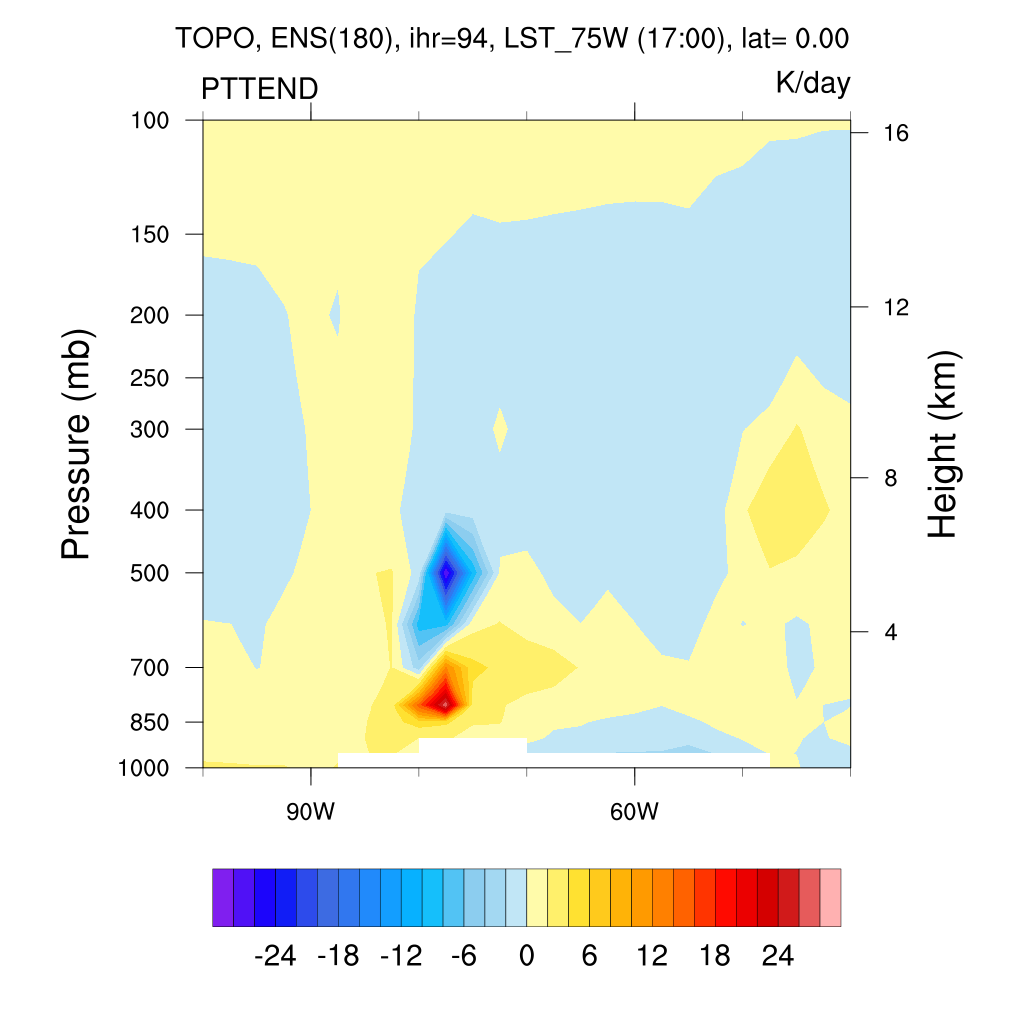 TOPO, ENS(180), ihr=94, LST_75W (17:00), lat= 0.00
PTTEND
K/day
100
150
200
250
300
400
500
700
850
1000
Pressure (mb)
16
12
8
4
Height (km)
90W
60W
-24 -18 -12 -6 0 6 12 18 24